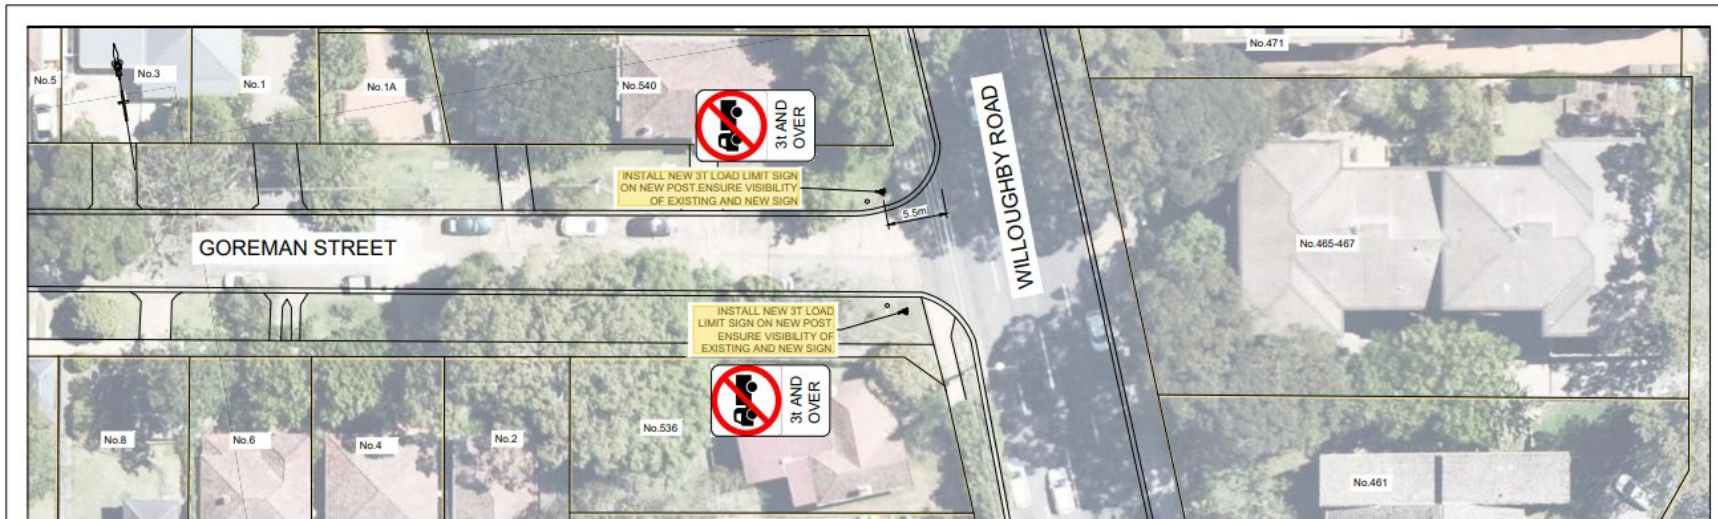 No.471
No.5
No.3
No.1
No.1A
No.540
3t AND
OVER
WILLOUGHBY ROAD
INSTALL NEW 3T LOAD LIMIT SIGN
ON NEW POST.ENSURE VISIBILITY
OF EXISTING AND NEW SIGN
5.5m
GOREMAN STREET
No.465-467
INSTALL NEW 3T LOAD
LIMIT SIGN ON NEW POST.
ENSURE VISIBILITY OF
EXISTING AND NEW SIGN.
3t AND
OVER
No.8
No.6
No.4
No.2
No.536
No.461